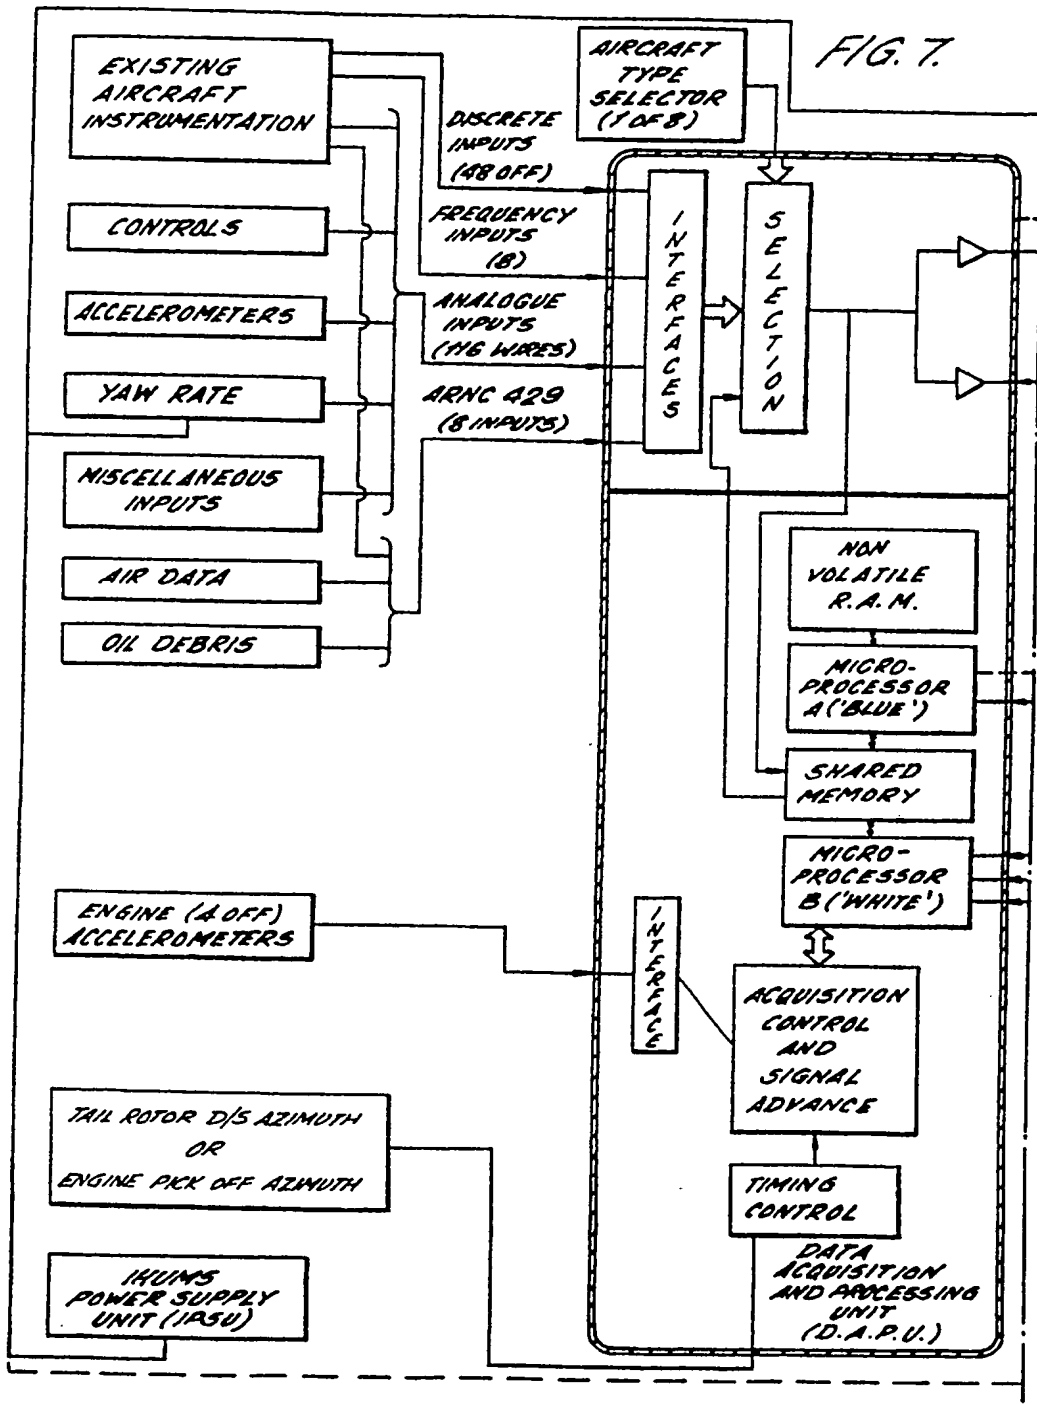 FIG. 7.
EXISTING
AIRCRAFT
INSTRUMENTATION
CONTROLS
ACCELEROMETERS
YAW RATE
MISCELLANEOUS
INPUTS
AIR DATA
OIL DEBRIS
ENGINE (4 OFF)
ACCELEROMETERS
TAIL ROTOR D/S AZIMUTH
OR
ENGINE PICK OFF AZIMUTH
IHUMS
POWER SUPPLY
UNIT (IPSU)
DISCRETE
INPUTS
(48 OFF)
FREQUENCY
INPUTS
(8)
ANALOGUE
INPUTS
(116 WIRES)
ARNC 429
(8 INPUTS)
AIRCRAFT
TYPE
SELECTOR
(1 OF 8)
INTERFACES
SELECTION
NON
VOLATILE
R.A.M.
MICRO-
PROCESSOR
A ('BLUE')
SHARED
MEMORY
MICRO-
PROCESSOR
B ('WHITE')
INTERFACE
ACQUISITION
CONTROL
AND
SIGNAL
ADVANCE
TIMING
CONTROL
DATA
ACQUISITION
AND PROCESSING
UNIT
(D.A.P.U.)